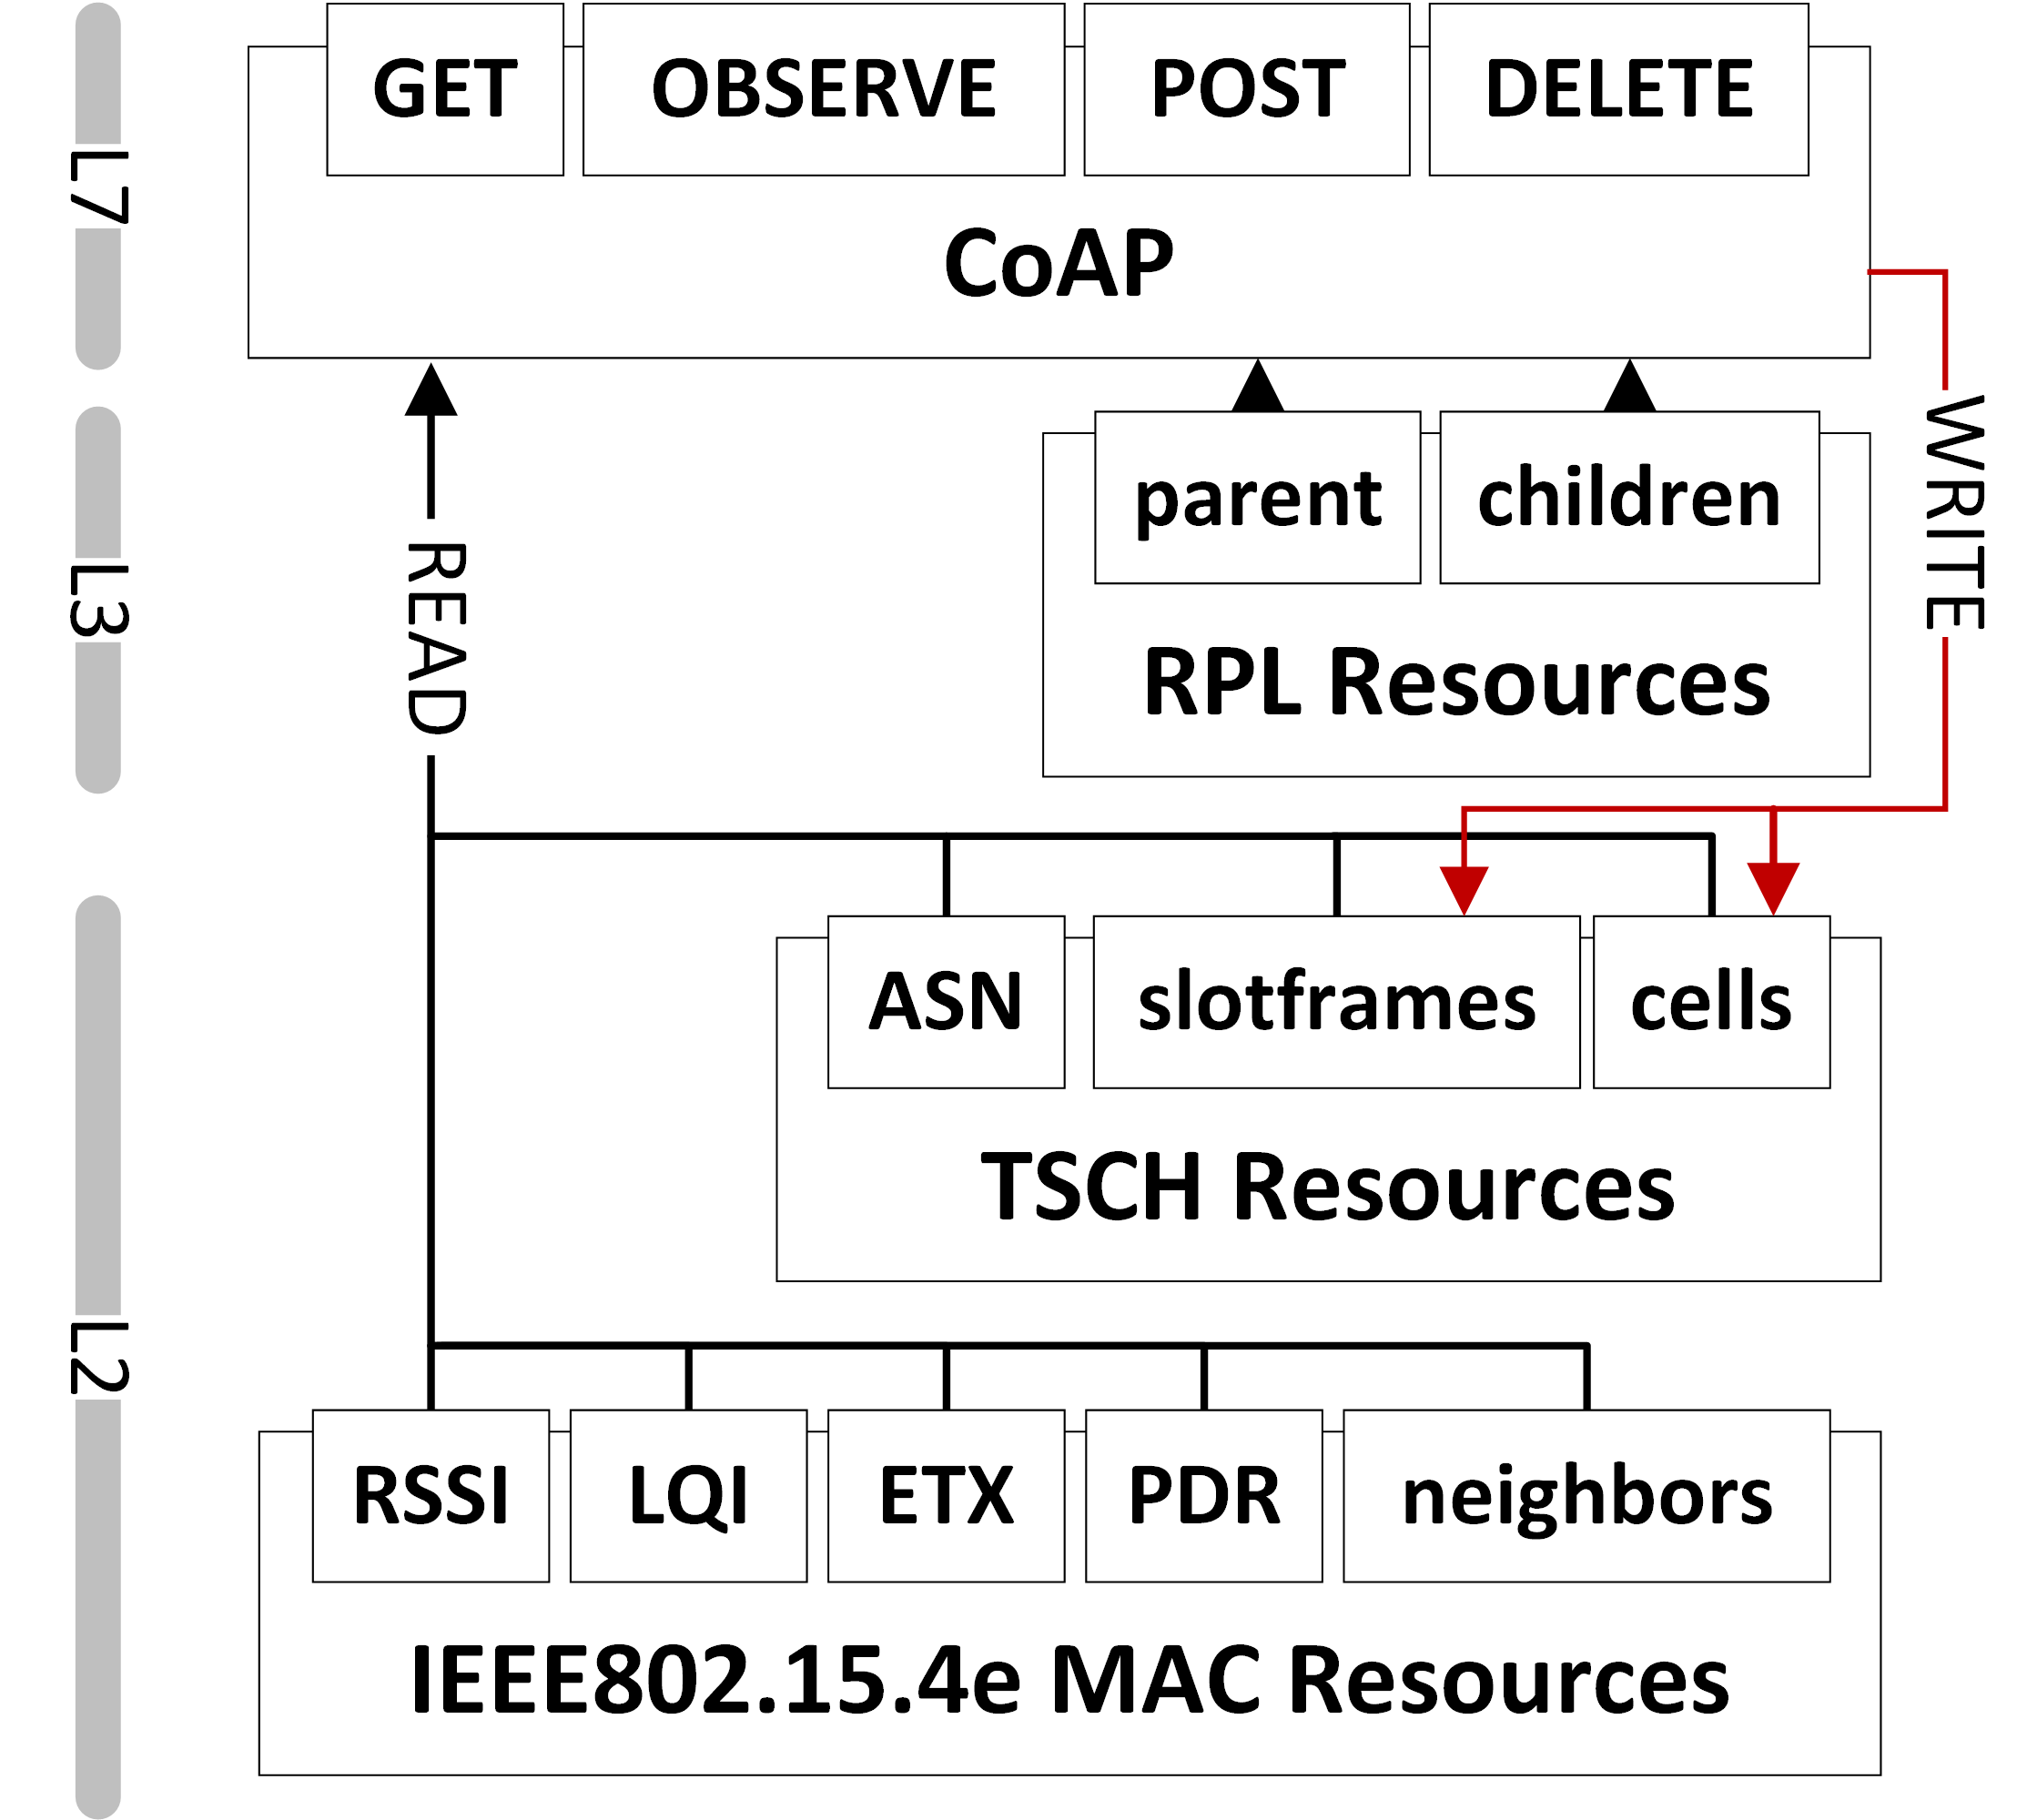 L7
GET OBSERVE POST DELETE
CoAP
L3
READ
parent children
RPL Resources
WRITE
L2
ASN slotframes cells
TSCH Resources
RSSI LQI ETX PDR neighbors
IEEE802.15.4e MAC Resources